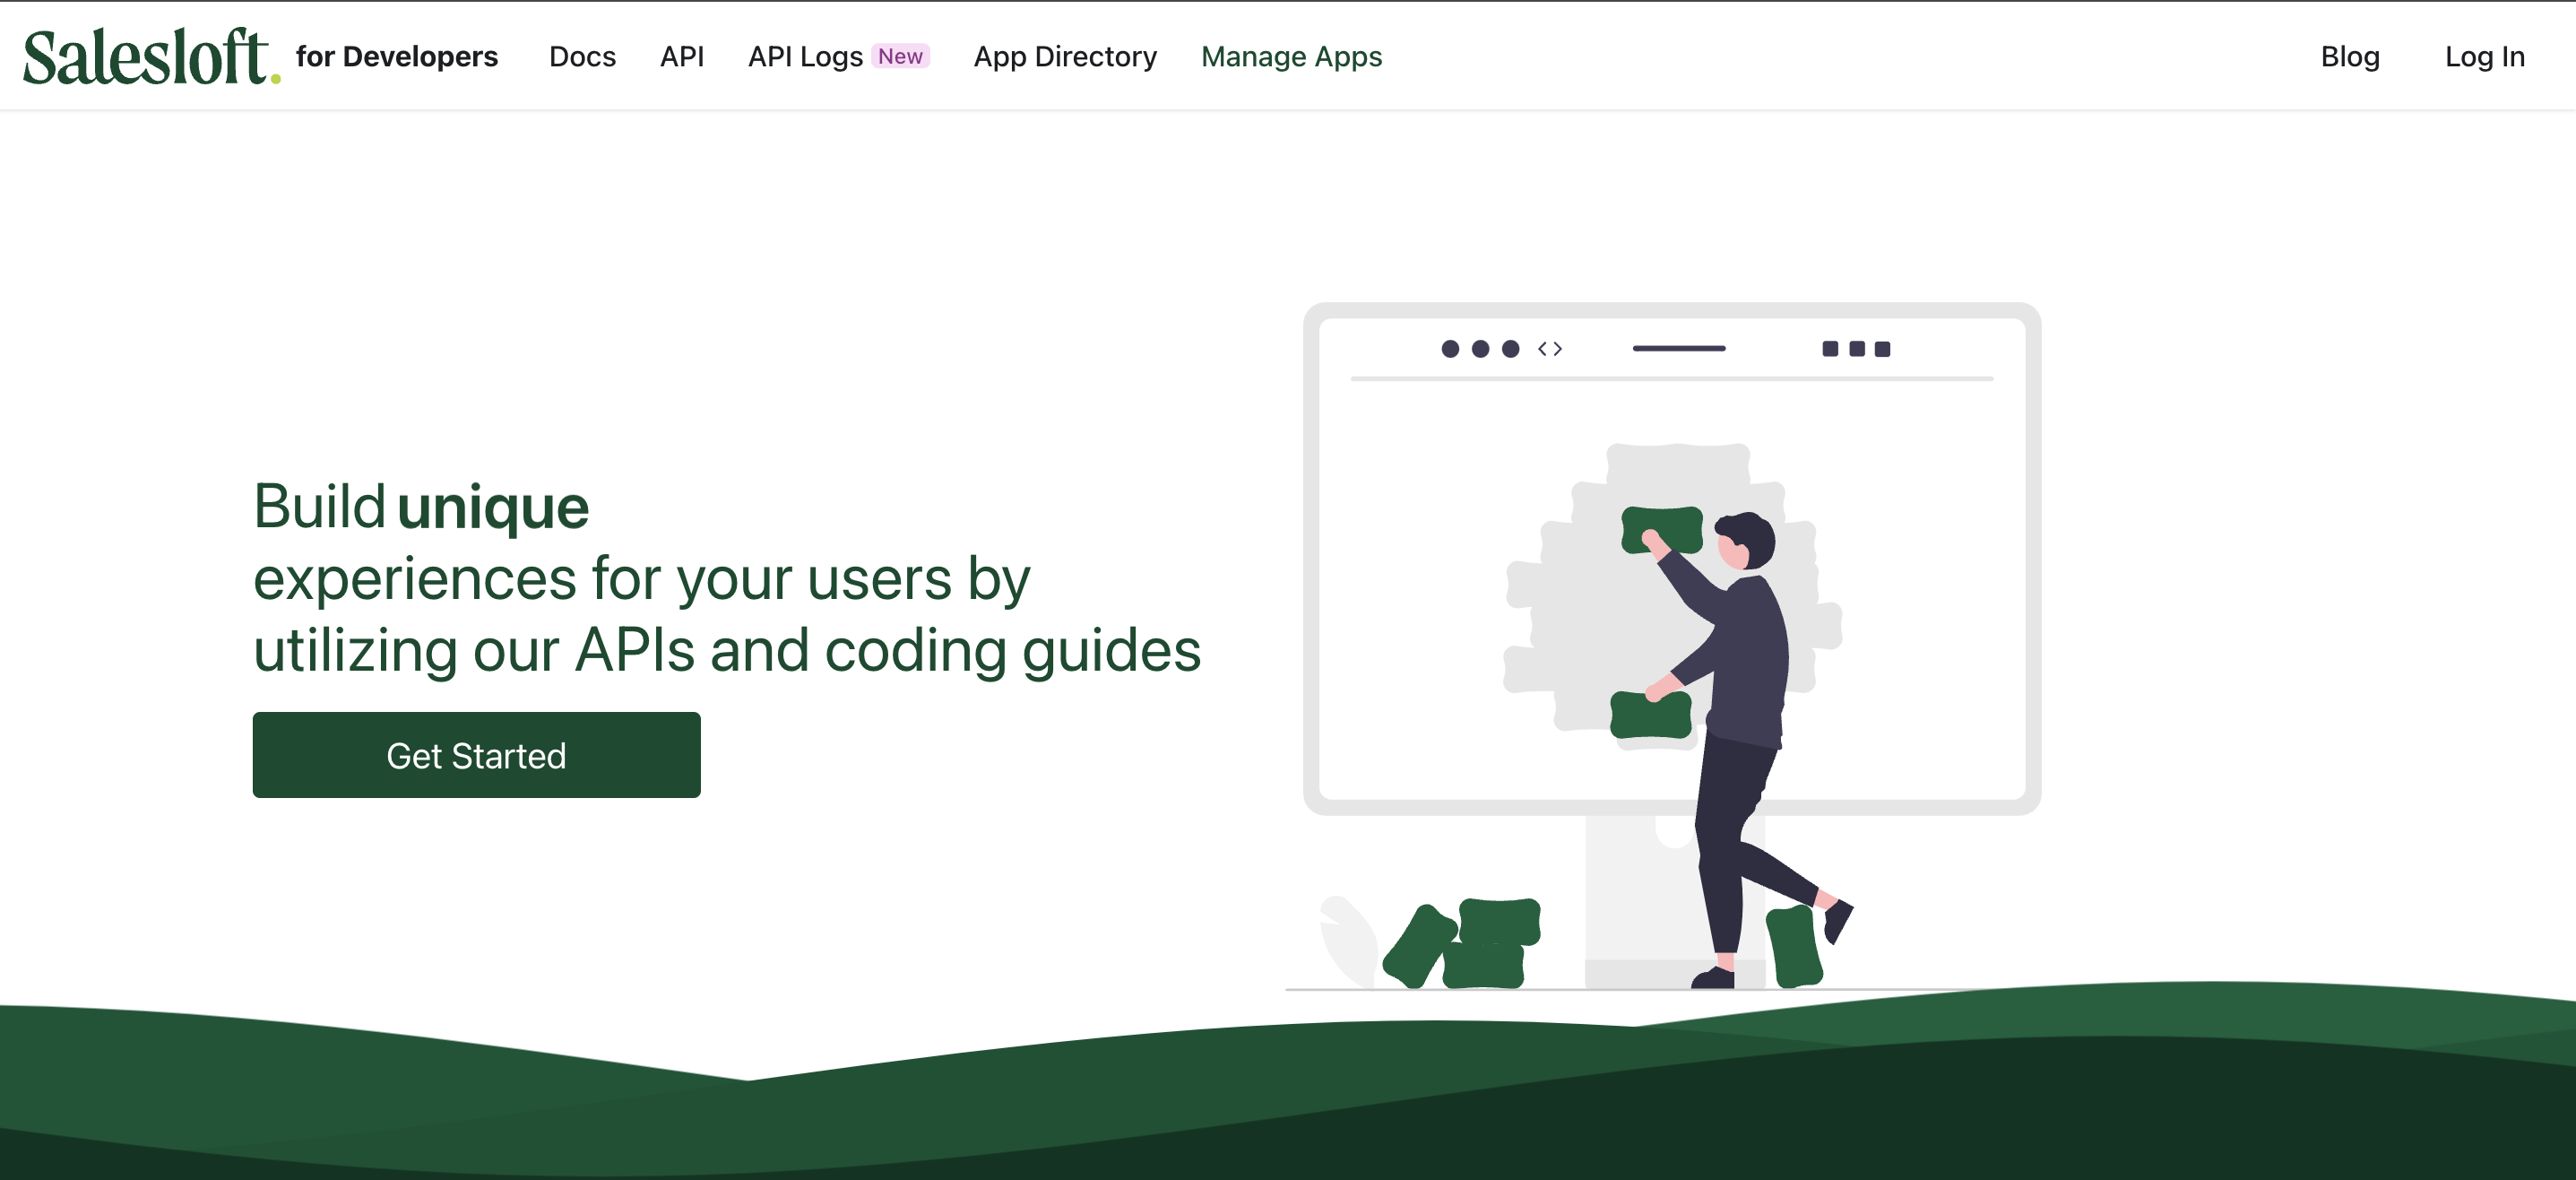 Salesloft. for Developers Docs API API Logs New App Directory Manage Apps Blog Log In
Build unique
experiences for your users by
utilizing our APIs and coding guides
Get Started